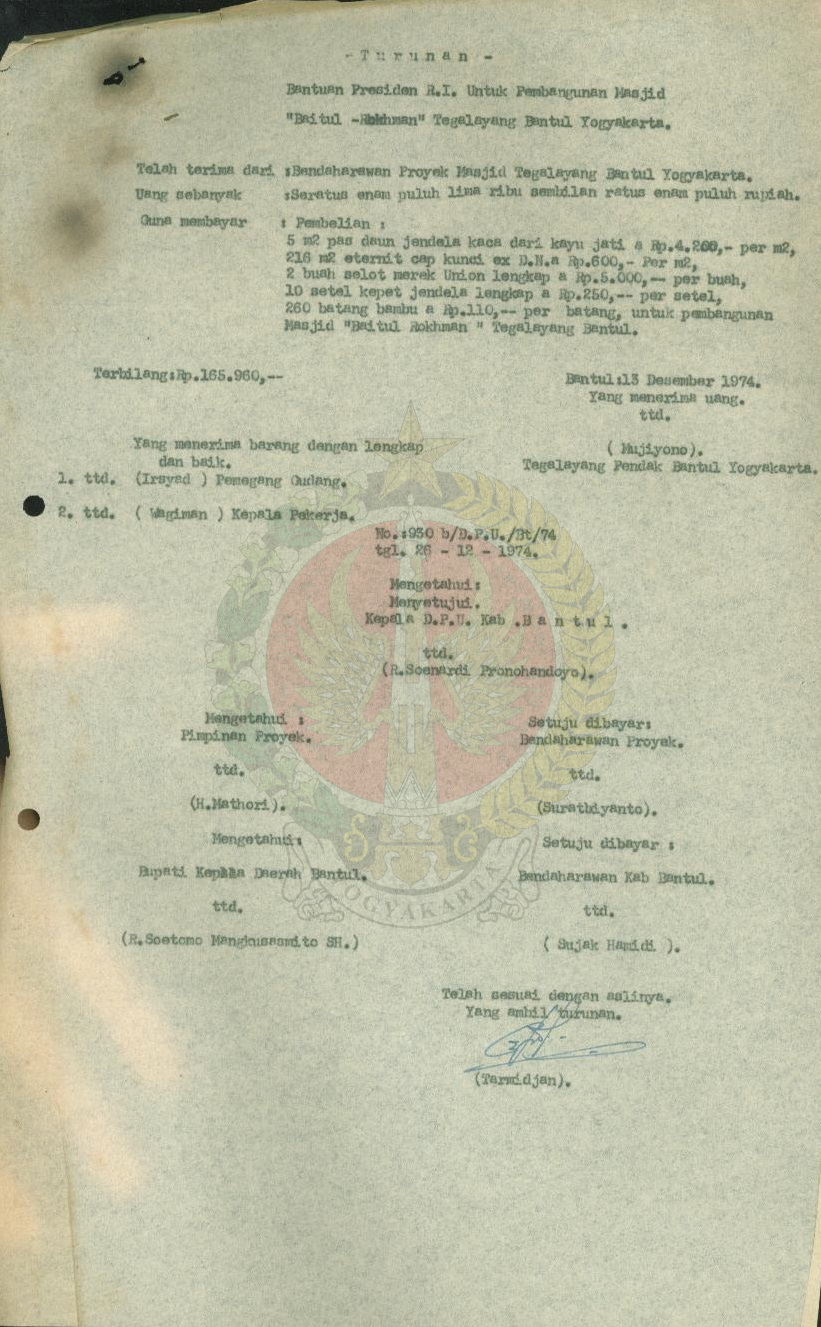 - T u r u n a n -
Bantuan Presiden R.I. Untuk Pembangunan Masjid
"Baitul -Rokhman" Tegalayang Bantul Yogyakarta.
Telah terima dari :Bendaharawan Proyek Masjid Tegalayang Bantul Yogyakarta.
Uang sebanyak :Seratus enam puluh lima ribu sembilan ratus enam puluh rupiah.
Guna membayar : Pembelian :
5 m2 pas daun jendela kaca dari kayu jati a Rp.4.200,- per m2,
216 m2 eternit cap kunci ex D.N.a Rp.600,- Per m2,
2 buah selot merek Union lengkap a Rp.5.000,-- per buah,
10 setel kepet jendela lengkap a Rp.250,-- per setel,
260 batang bambu a Rp.110,-- per batang, untuk pembangunan
Masjid "Baitul Rokhman " Tegalayang Bantul.
Terbilang:Rp.165.960,--
Bantul:13 Desember 1974.
Yang menerima uang.
ttd.
( Mujiyono).
Tegalayang Pendak Bantul Yogyakarta.
Yang menerima barang dengan lengkap
dan baik.
1. ttd. (Irsyad ) Pemegang Gudang.
2. ttd. ( Wagiman ) Kepala Pekerja.
No.:930 b/D.P.U./Bt/74
tgl. 26 - 12 - 1974.
Mengetahui:
Menyetujui.
Kepala D.P.U. Kab .B a n t u l .
ttd.
(R.Soenardi Pronohandoyo).
Mengetahui :
Pimpinan Proyek.
ttd.
(H.Mathori).
Setuju dibayar:
Bendaharawan Proyek.
ttd.
(Suratbiyanto).
Mengetahui:
Bupati Kepala Daerah Bantul.
ttd.
(R.Soetomo Mangkusasmito SH.)
Setuju dibayar :
Bendaharawan Kab Bantul.
ttd.
( Sujak Hamidi ).
YOGYAKARTA
Telah sesuai dengan aslinya.
Yang ambil turunan.
(Tarmidjan).